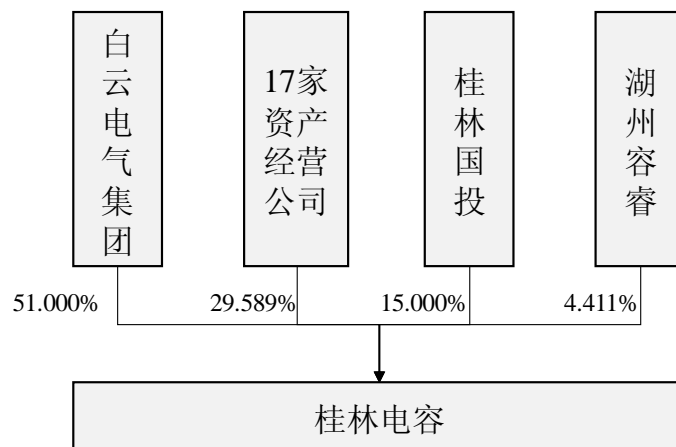 白云电气集团
17家资产经营公司
桂林国投
湖州容睿
51.000%
29.589%
15.000%
4.411%
桂林电容